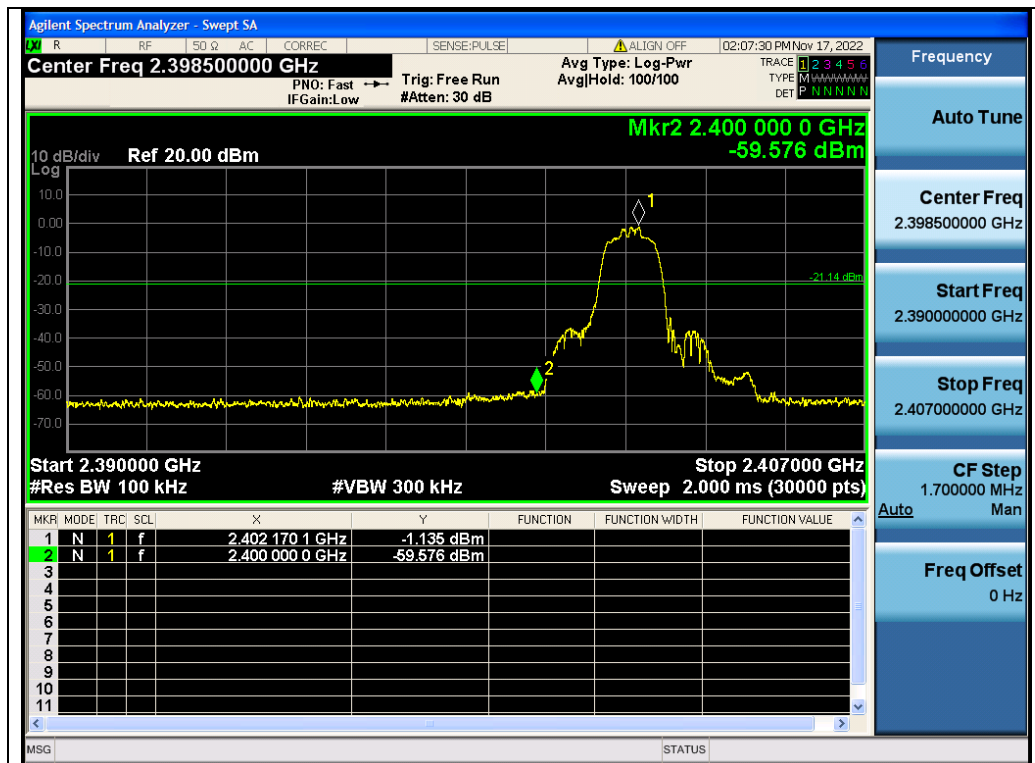 Agilent Spectrum Analyzer - Swept SA
LXI R RF 50 Ω AC CORREC SENSE:PULSE ALIGN OFF 02:07:30 PM Nov 17, 2022
Center Freq 2.398500000 GHz
PNO: Fast
IFGain:Low
Trig: Free Run
#Atten: 30 dB
Avg Type: Log-Pwr
Avg|Hold: 100/100
TRACE 1 2 3 4 5 6
TYPE M WWWWW
DET P N N N N N
Mkr2 2.400 000 0 GHz
-59.576 dBm
10 dB/div Ref 20.00 dBm
Log
10.0
0.00
-10.0
-20.0
-30.0
-40.0
-50.0
-60.0
-70.0
1
-21.14 dBm
2
Start 2.390000 GHz Stop 2.407000 GHz
#Res BW 100 kHz #VBW 300 kHz Sweep 2.000 ms (30000 pts)
MKR MODE TRC SCL X Y FUNCTION FUNCTION WIDTH FUNCTION VALUE
1 N 1 f 2.402 170 1 GHz -1.135 dBm
2 N 1 f 2.400 000 0 GHz -59.576 dBm
3
4
5
6
7
8
9
10
11
MSG STATUS
Frequency
Auto Tune
Center Freq
2.398500000 GHz
Start Freq
2.390000000 GHz
Stop Freq
2.407000000 GHz
CF Step
1.700000 MHz
Auto Man
Freq Offset
0 Hz